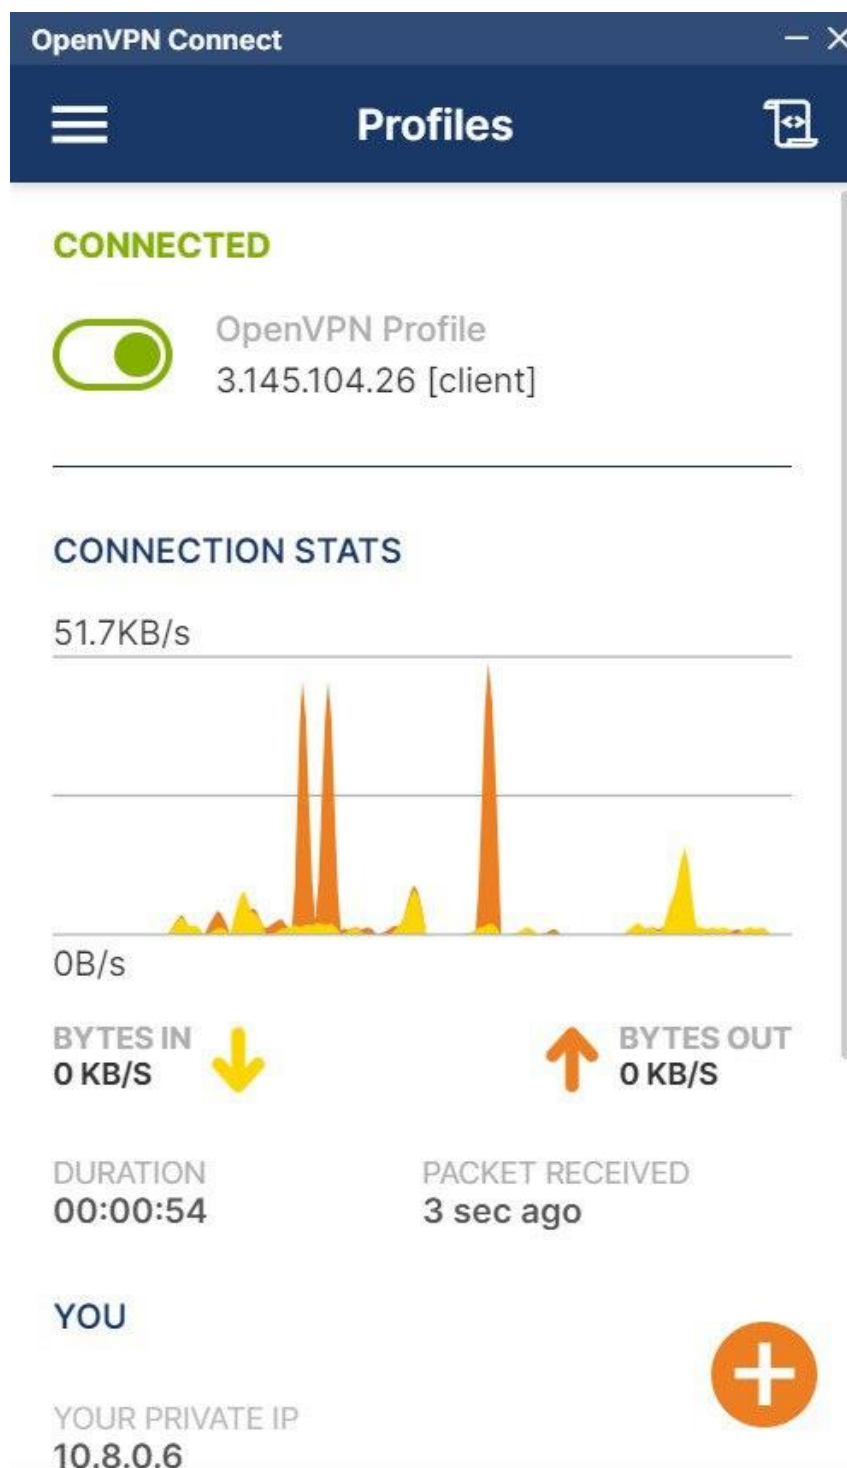 OpenVPN Connect
Profiles
CONNECTED
OpenVPN Profile
3.145.104.26 [client]
CONNECTION STATS
51.7KB/s
0B/s
BYTES IN
0 KB/S
BYTES OUT
0 KB/S
DURATION
00:00:54
PACKET RECEIVED
3 sec ago
YOU
YOUR PRIVATE IP
10.8.0.6